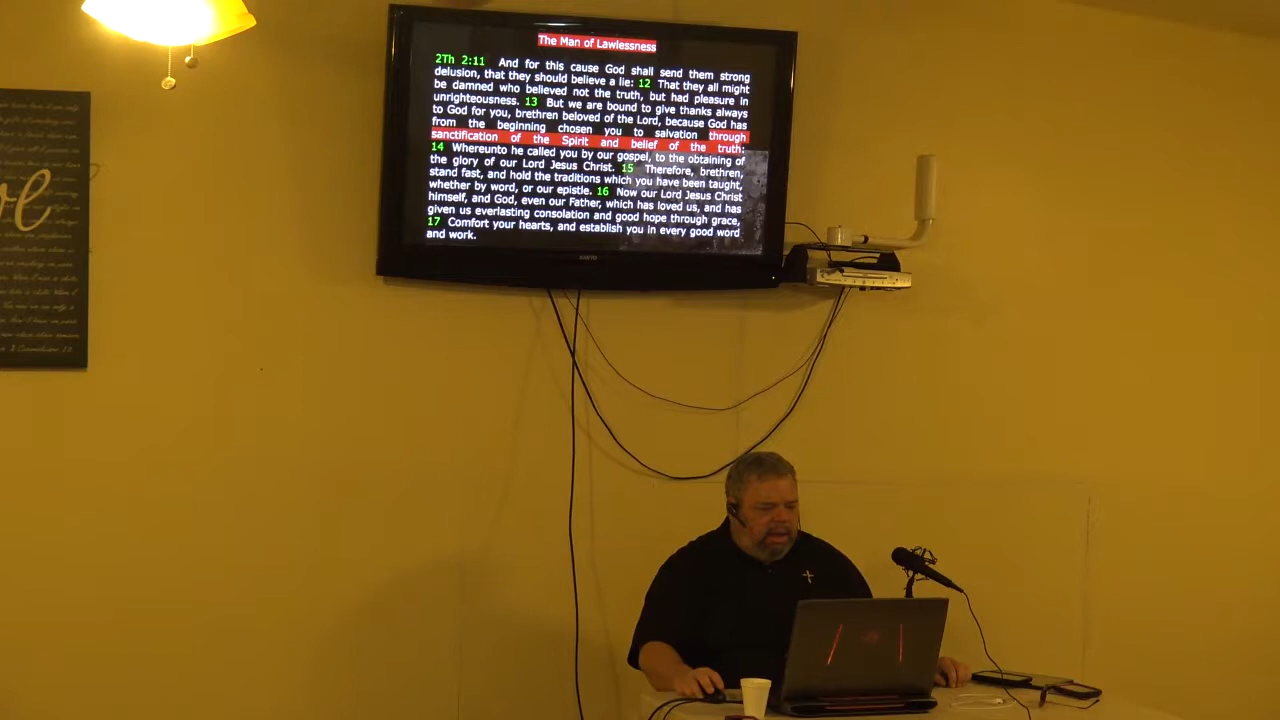 The Man of Lawlessness
2Th 2:11 And for this cause God shall send them strong
delusion, that they should believe a lie: 12 That they all might
be damned who believed not the truth, but had pleasure in
unrighteousness. 13 But we are bound to give thanks always
to God for you, brethren beloved of the Lord, because God has
from the beginning chosen you to salvation through
sanctification of the Spirit and belief of the truth:
14 Whereunto he called you by our gospel, to the obtaining of
the glory of our Lord Jesus Christ. 15 Therefore, brethren,
stand fast, and hold the traditions which you have been taught,
whether by word, or our epistle. 16 Now our Lord Jesus Christ
himself, and God, even our Father, which has loved us, and has
given us everlasting consolation and good hope through grace,
17 Comfort your hearts, and establish you in every good word
and work.
SANYO